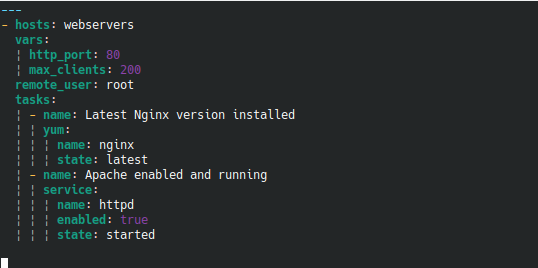 ---
- hosts: webservers
  vars:
  ¦ http_port: 80
  ¦ max_clients: 200
  remote_user: root
  tasks:
  ¦ - name: Latest Nginx version installed
  ¦ ¦ yum:
  ¦ ¦ ¦ name: nginx
  ¦ ¦ ¦ state: latest
  ¦ - name: Apache enabled and running
  ¦ ¦ service:
  ¦ ¦ ¦ name: httpd
  ¦ ¦ ¦ enabled: true
  ¦ ¦ ¦ state: started